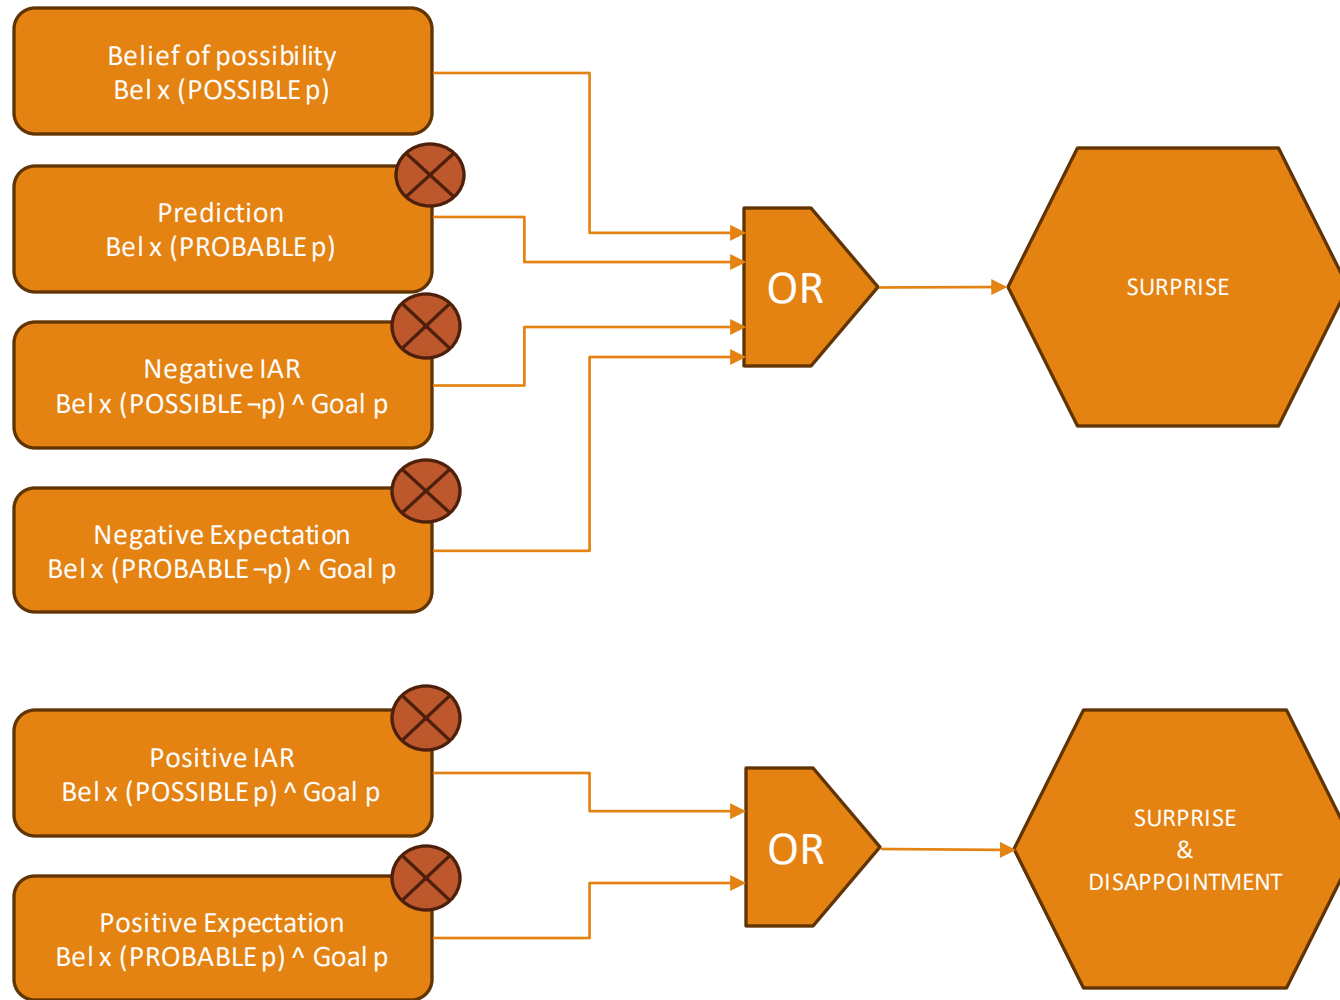 Belief of possibility
Bel x (POSSIBLE p)
Prediction
Bel x (PROBABLE p)
Negative IAR
Bel x (POSSIBLE ¬p) ^ Goal p
Negative Expectation
Bel x (PROBABLE ¬p) ^ Goal p
OR
SURPRISE
Positive IAR
Bel x (POSSIBLE p) ^ Goal p
Positive Expectation
Bel x (PROBABLE p) ^ Goal p
OR
SURPRISE
&
DISAPPOINTMENT